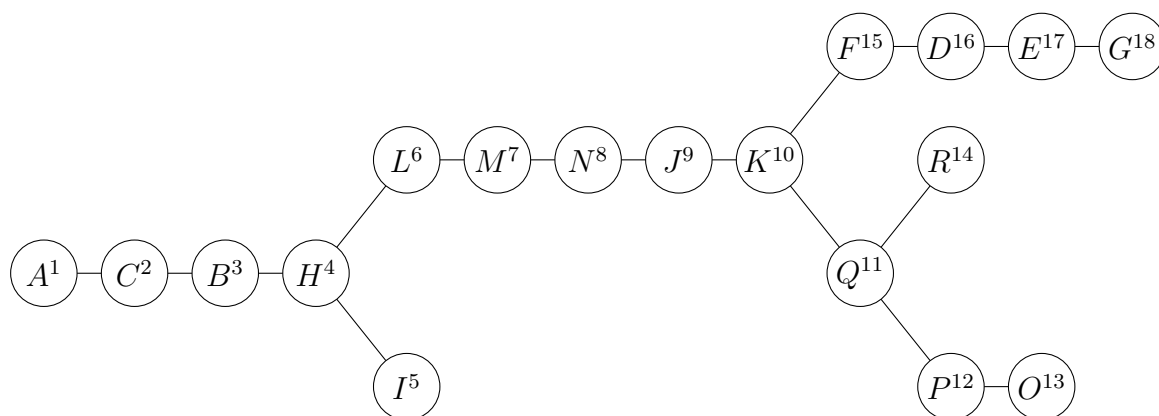 F¹⁵ D¹⁶ E¹⁷ G¹⁸
L⁶ M⁷ N⁸ J⁹ K¹⁰ R¹⁴
A¹ C² B³ H⁴ Q¹¹
I⁵ P¹² O¹³